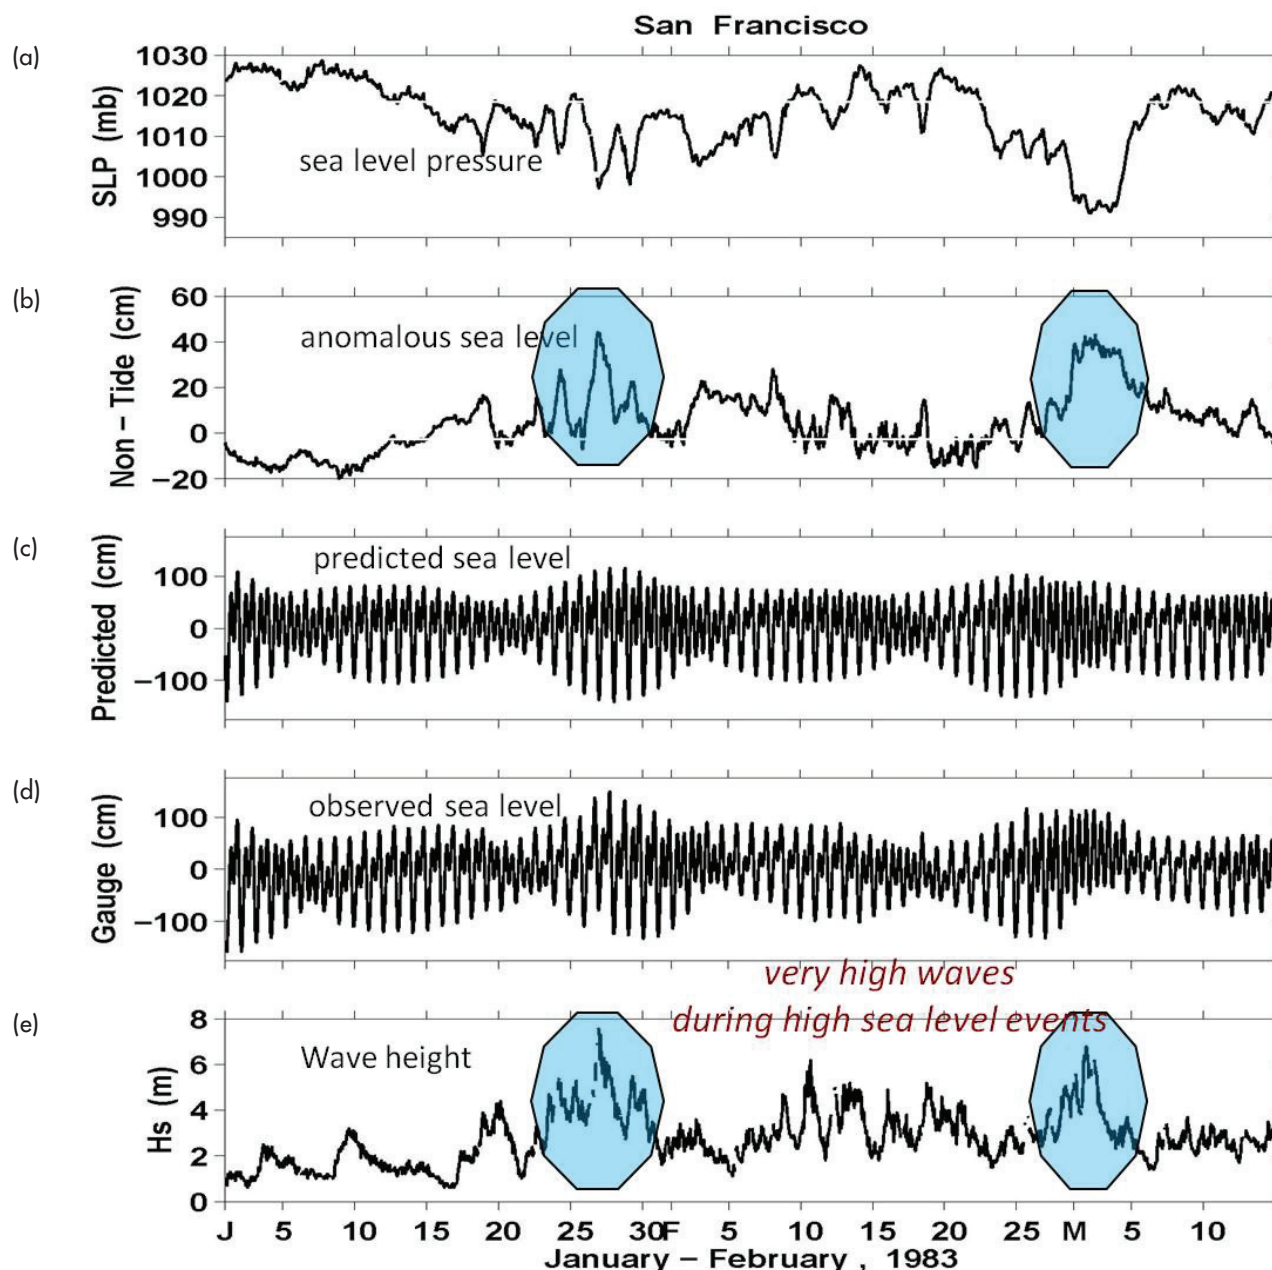 San Francisco
(a)
SLP (mb)
1030
1020
1010
1000
990
sea level pressure
(b)
Non – Tide (cm)
60
40
20
0
–20
anomalous sea level
(c)
Predicted (cm)
100
0
–100
predicted sea level
(d)
Gauge (cm)
100
0
–100
observed sea level
very high waves
during high sea level events
(e)
Hs (m)
8
6
4
2
0
Wave height
J 5 10 15 20 25 30 F 5 10 15 20 25 M 5 10
January – February , 1983